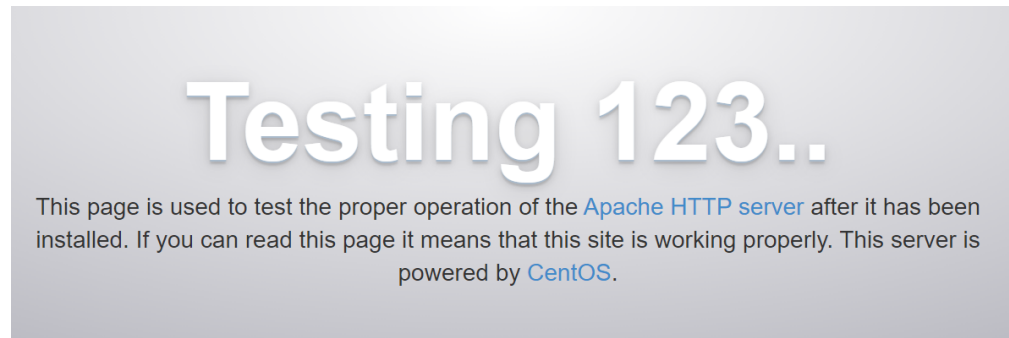 Testing 123..
This page is used to test the proper operation of the Apache HTTP server after it has been
installed. If you can read this page it means that this site is working properly. This server is
powered by CentOS.